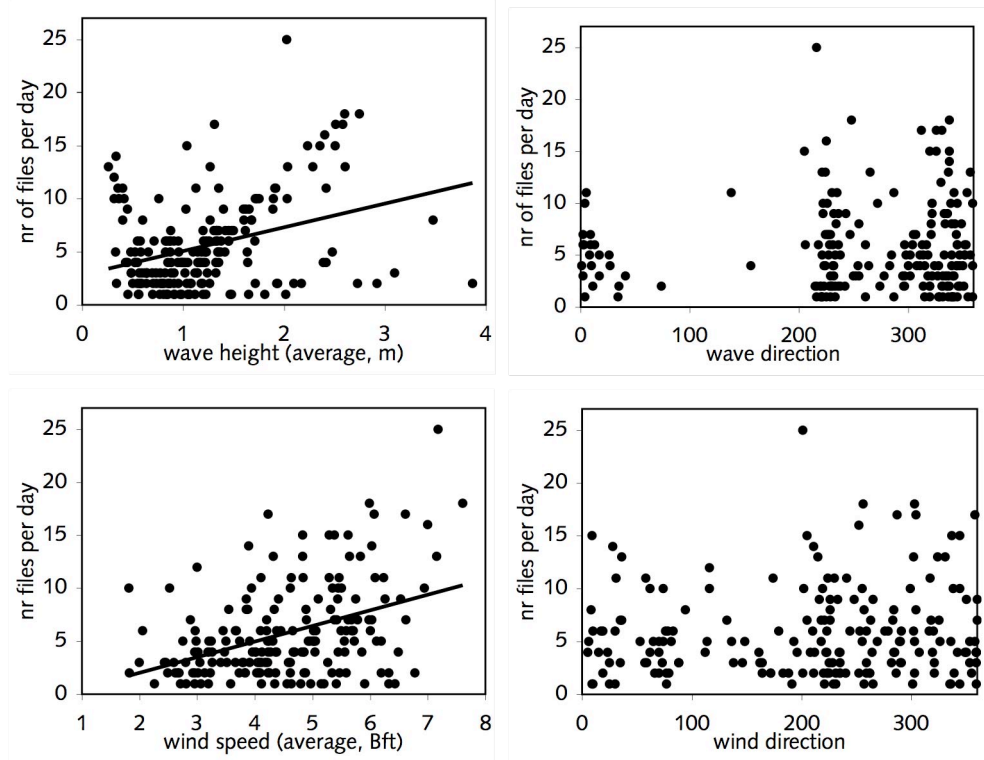 nr of files per day
25
20
15
10
5
0
0 1 2 3 4
wave height (average, m)
nr of files per day
25
20
15
10
5
0
0 100 200 300
wave direction
nr files per day
25
20
15
10
5
0
1 2 3 4 5 6 7 8
wind speed (average, Bft)
nr files per day
25
20
15
10
5
0
0 100 200 300
wind direction